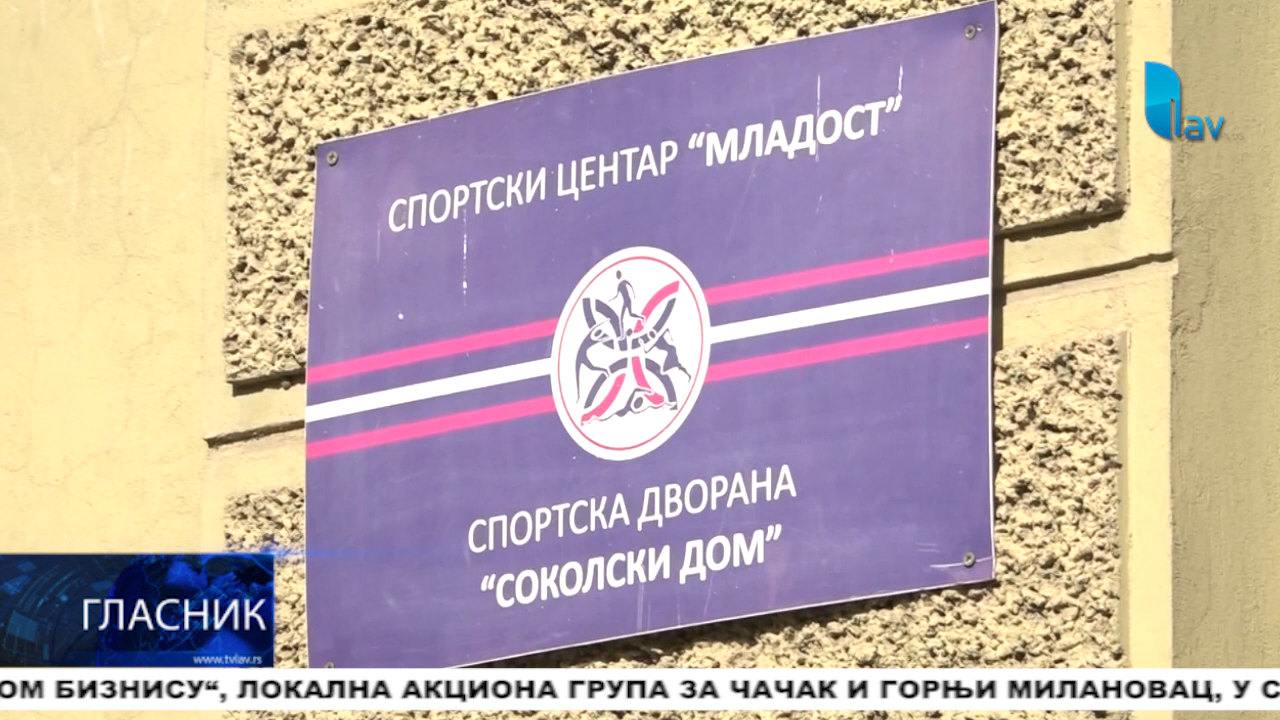 lav
СПОРТСКИ ЦЕНТАР “МЛАДОСТ”
СПОРТСКА ДВОРАНА
“СОКОЛСКИ ДОМ”
ГЛАСНИК
www.tvlav.rs
ОМ БИЗНИСУ“, ЛОКАЛНА АКЦИОНА ГРУПА ЗА ЧАЧАК И ГОРЊИ МИЛАНОВАЦ, У С